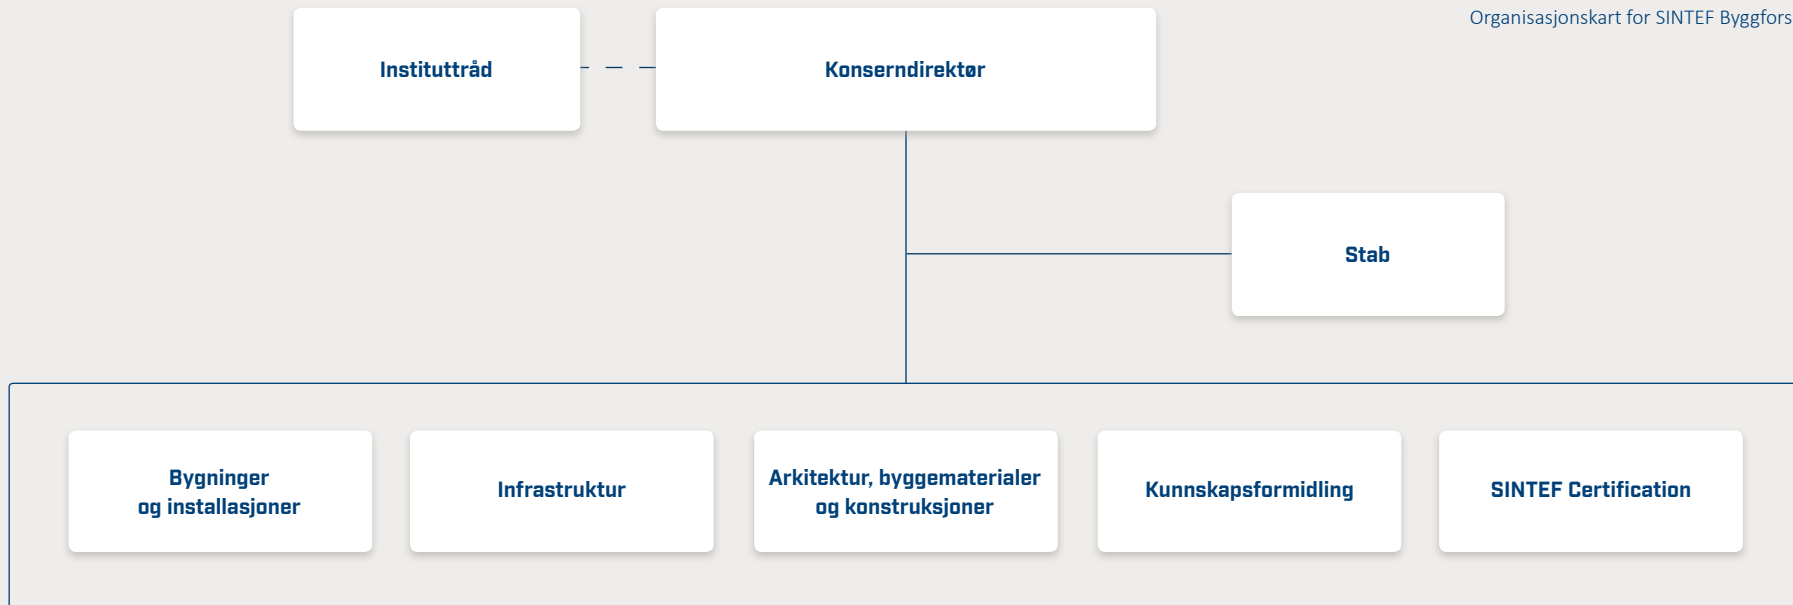 Organisasjonskart for SINTEF Byggfors
Instituttråd
Konserndirektør
Stab
Bygninger
og installasjoner
Infrastruktur
Arkitektur, byggematerialer
og konstruksjoner
Kunnskapsformidling
SINTEF Certification